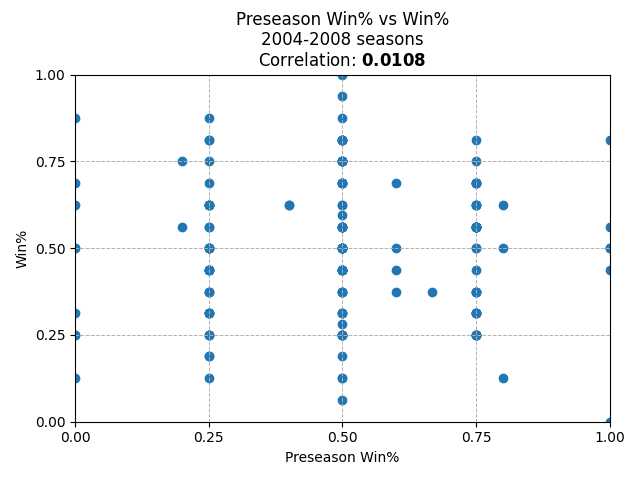 Preseason Win% vs Win%
2004-2008 seasons
Correlation: 0.0108
1.00
0.75
0.50
0.25
0.00
Win%
0.00 0.25 0.50 0.75 1.00
Preseason Win%